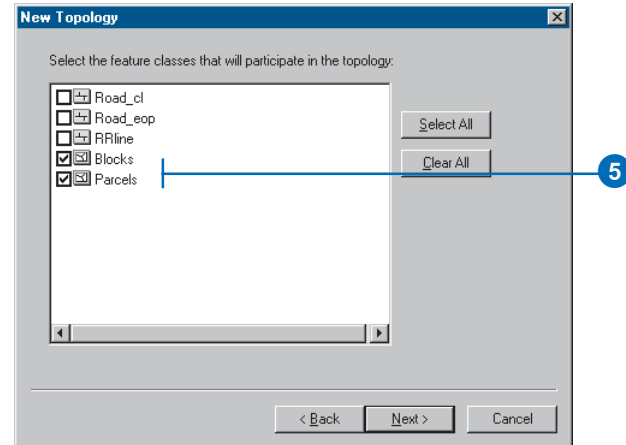 New Topology
Select the feature classes that will participate in the topology:
Road_cl
Road_eop
RRline
Blocks
Parcels
Select All
Clear All
5
< Back
Next >
Cancel